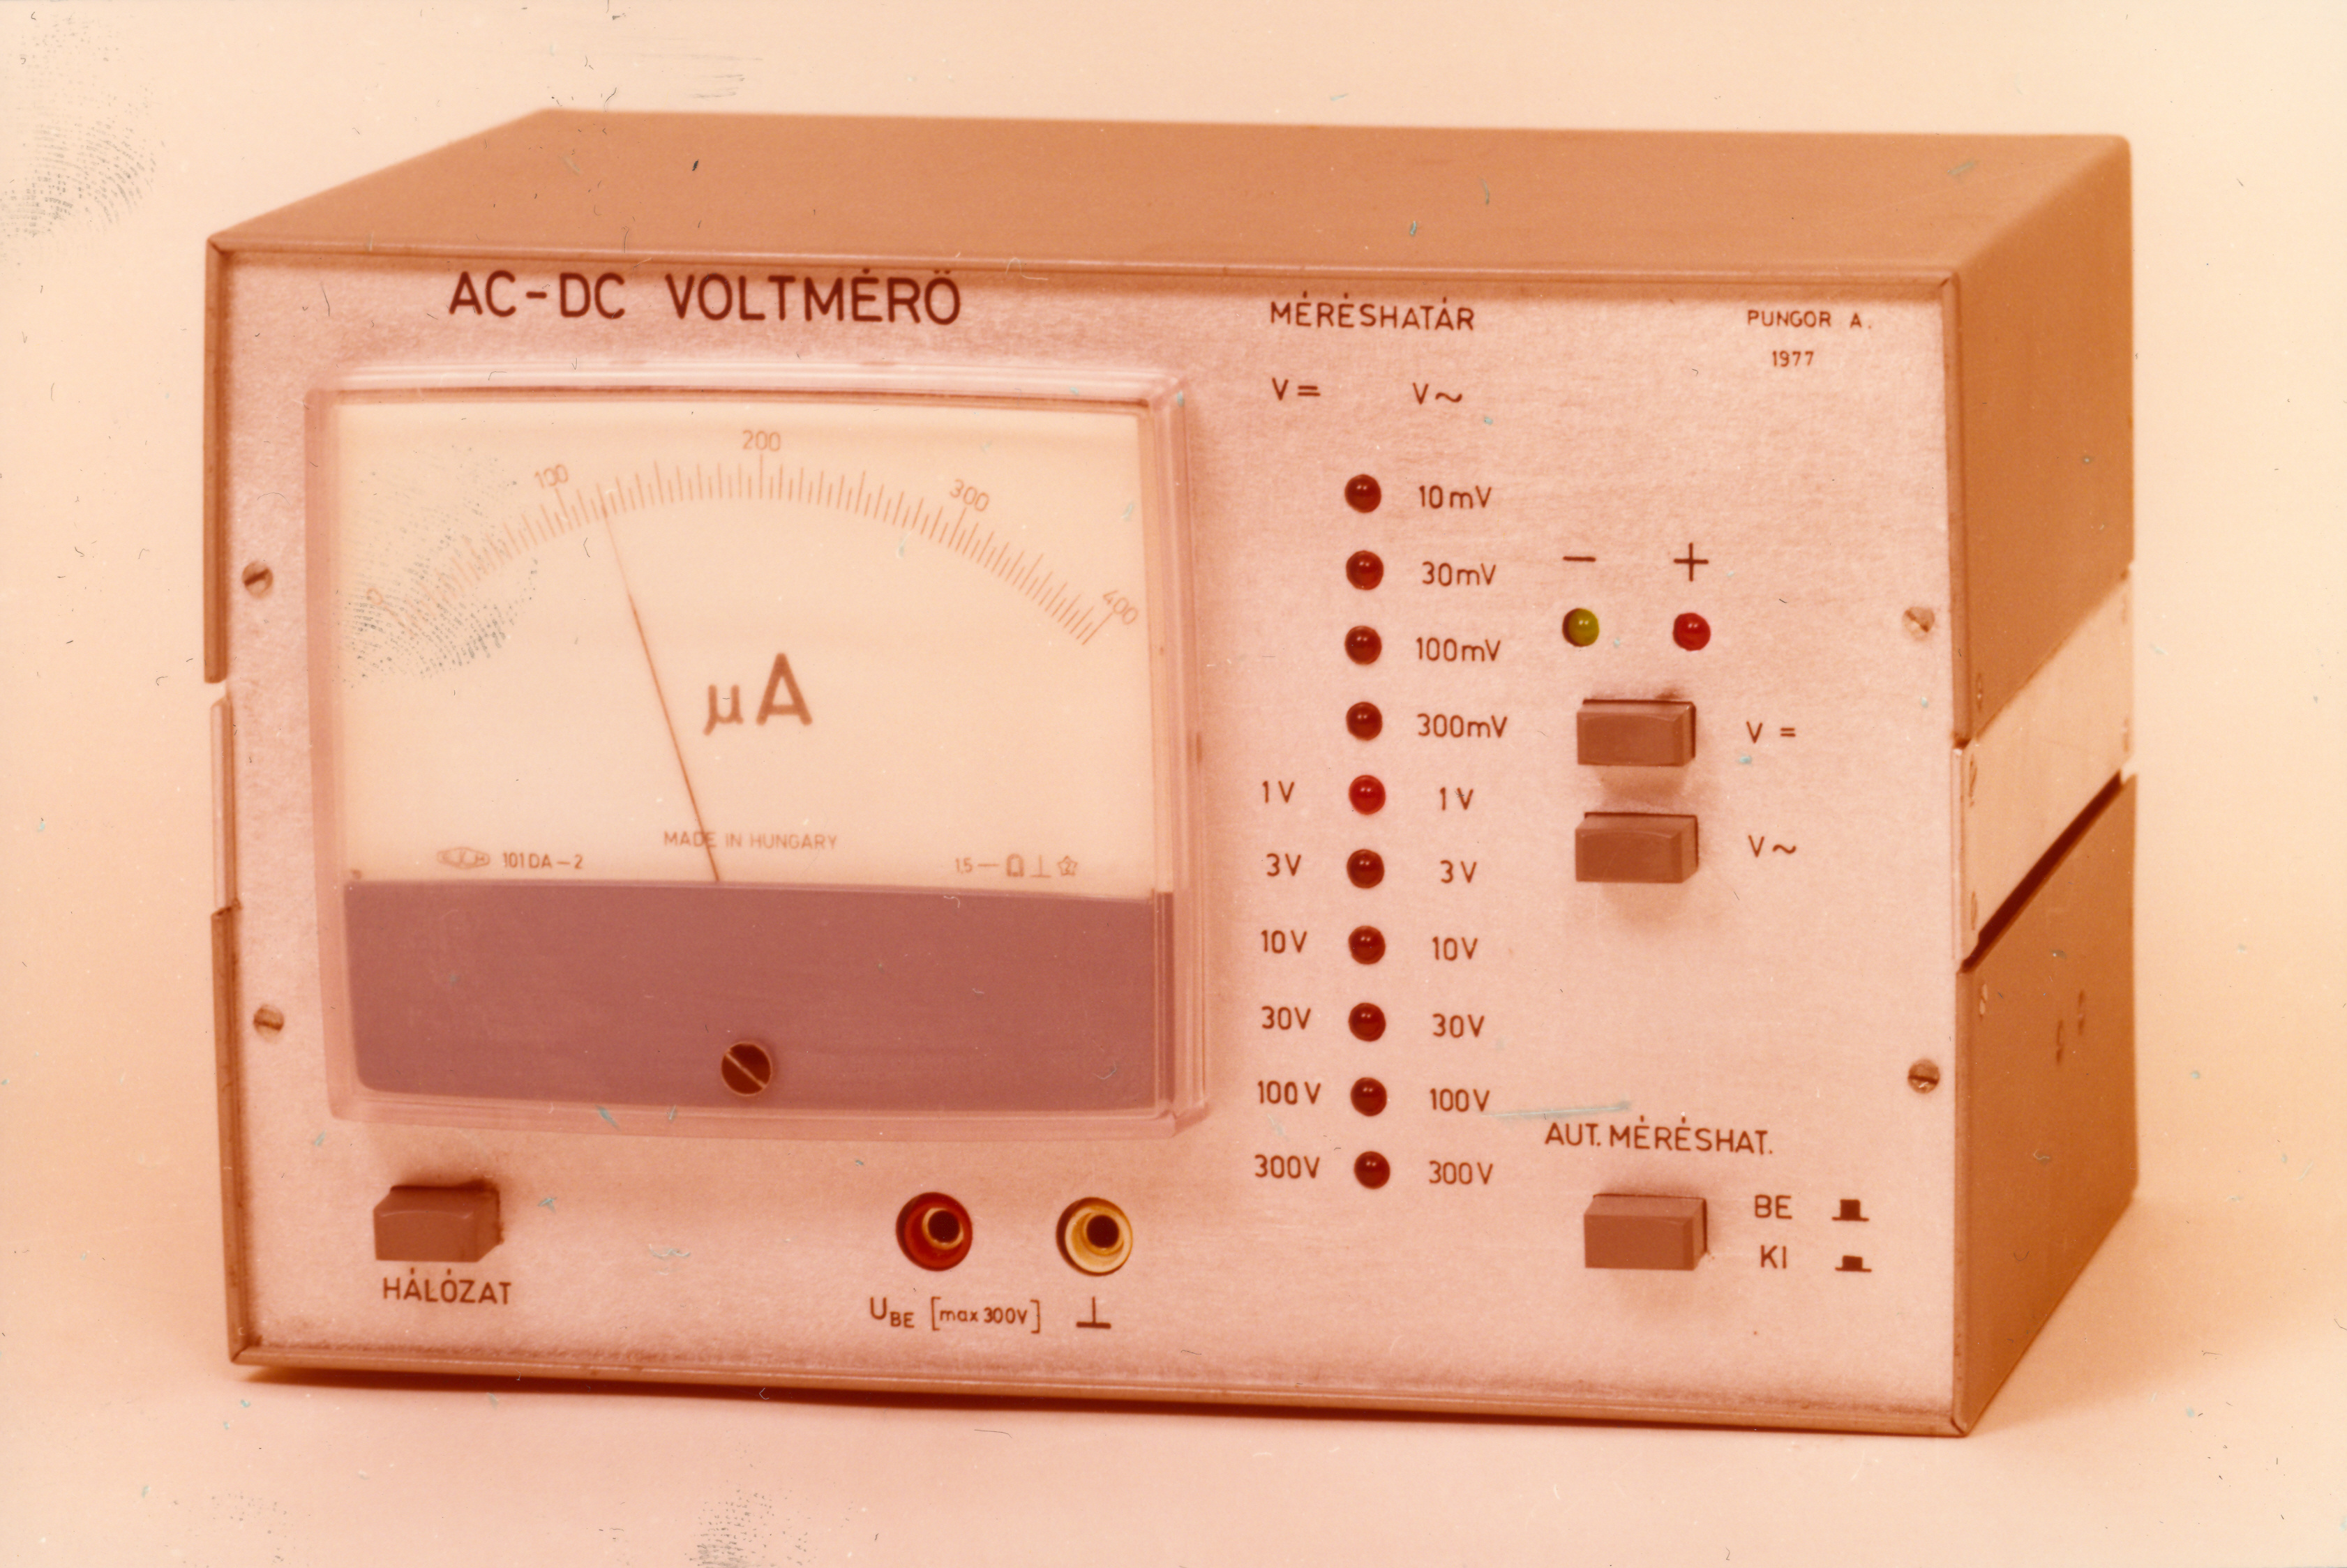 AC-DC VOLTMÉRŐ
MÉRÉSHATÁR
PUNGOR A.
1977
V= V~
0 100 200 300 400
µA
MADE IN HUNGARY
101DA-2
1,5
10mV
30mV
100mV
300mV
1V 1V
3V 3V
10V 10V
30V 30V
100V 100V
300V 300V
- +
V =
V~
AUT. MÉRÉSHAT.
BE
KI
HÁLÓZAT
UBE [max 300V] ⊥